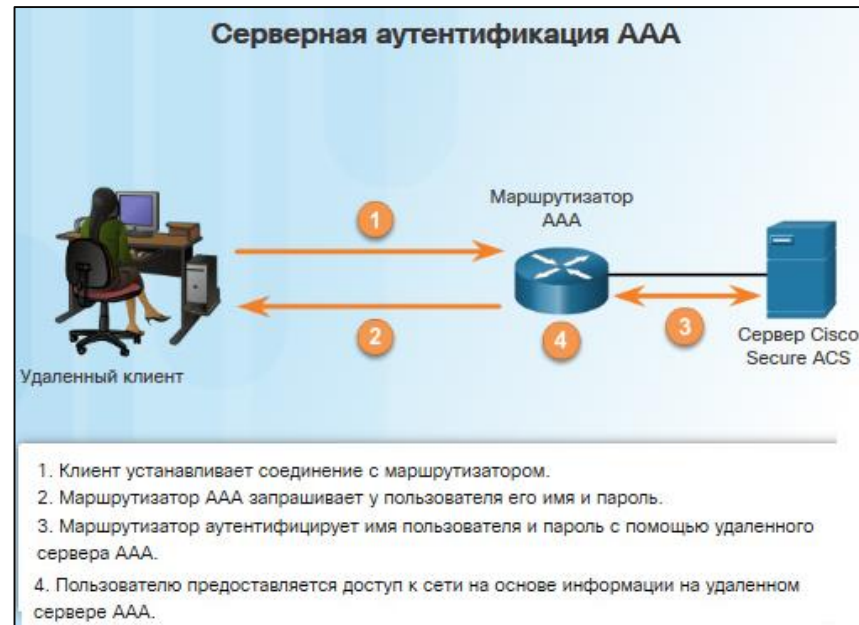 Серверная аутентификация AAA
1
Маршрутизатор
AAA
2
4
3
Сервер Cisco
Secure ACS
Удаленный клиент
1. Клиент устанавливает соединение с маршрутизатором.
2. Маршрутизатор AAA запрашивает у пользователя его имя и пароль.
3. Маршрутизатор аутентифицирует имя пользователя и пароль с помощью удаленного
сервера AAA.
4. Пользователю предоставляется доступ к сети на основе информации на удаленном
сервере AAA.